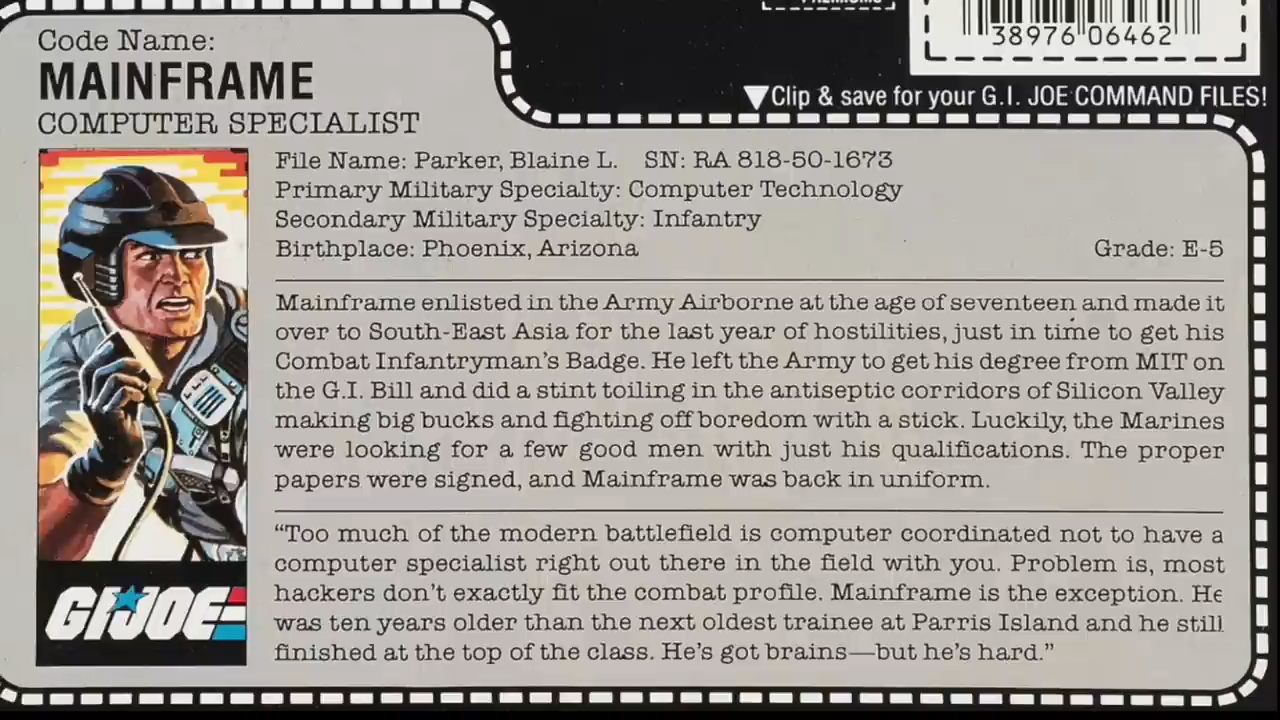 PREMIUMS
38976 06462
▼Clip & save for your G.I. JOE COMMAND FILES!
Code Name:
MAINFRAME
COMPUTER SPECIALIST
File Name: Parker, Blaine L. SN: RA 818-50-1673
Primary Military Specialty: Computer Technology
Secondary Military Specialty: Infantry
Birthplace: Phoenix, Arizona Grade: E-5
Mainframe enlisted in the Army Airborne at the age of seventeen and made it
over to South-East Asia for the last year of hostilities, just in time to get his
Combat Infantryman's Badge. He left the Army to get his degree from MIT on
the G.I. Bill and did a stint toiling in the antiseptic corridors of Silicon Valley
making big bucks and fighting off boredom with a stick. Luckily, the Marines
were looking for a few good men with just his qualifications. The proper
papers were signed, and Mainframe was back in uniform.
“Too much of the modern battlefield is computer coordinated not to have a
computer specialist right out there in the field with you. Problem is, most
hackers don't exactly fit the combat profile. Mainframe is the exception. He
was ten years older than the next oldest trainee at Parris Island and he still
finished at the top of the class. He's got brains—but he's hard.”
GI JOE